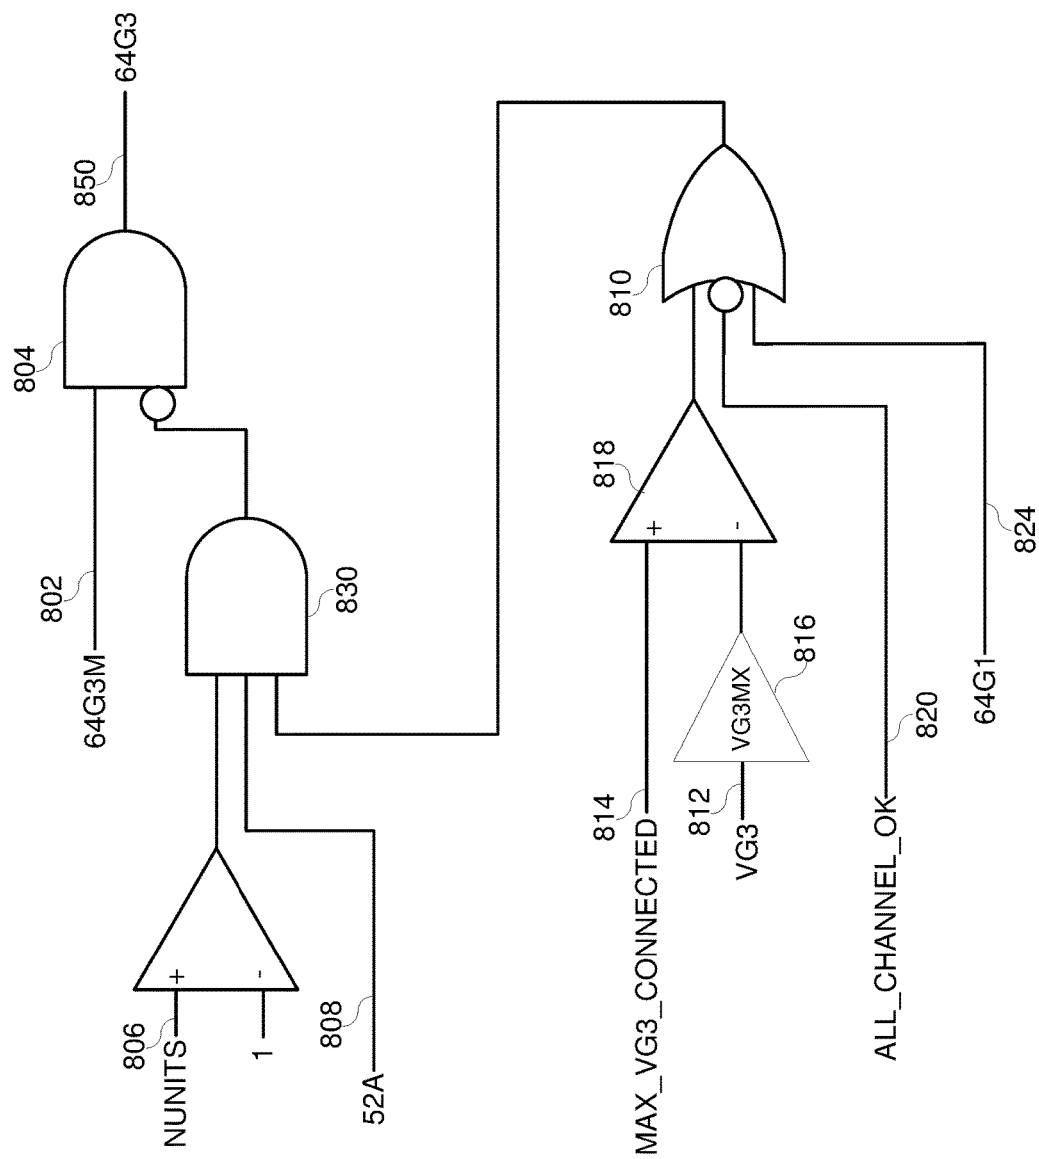 64G3
850
804
802
64G3M
830
806
NUNITS
+
-
1
808
52A
810
818
+
-
814
MAX_VG3_CONNECTED
812
VG3
VG3MX
816
820
ALL_CHANNEL_OK
824
64G1